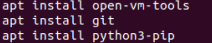 apt install open-vm-tools
apt install git
apt install python3-pip